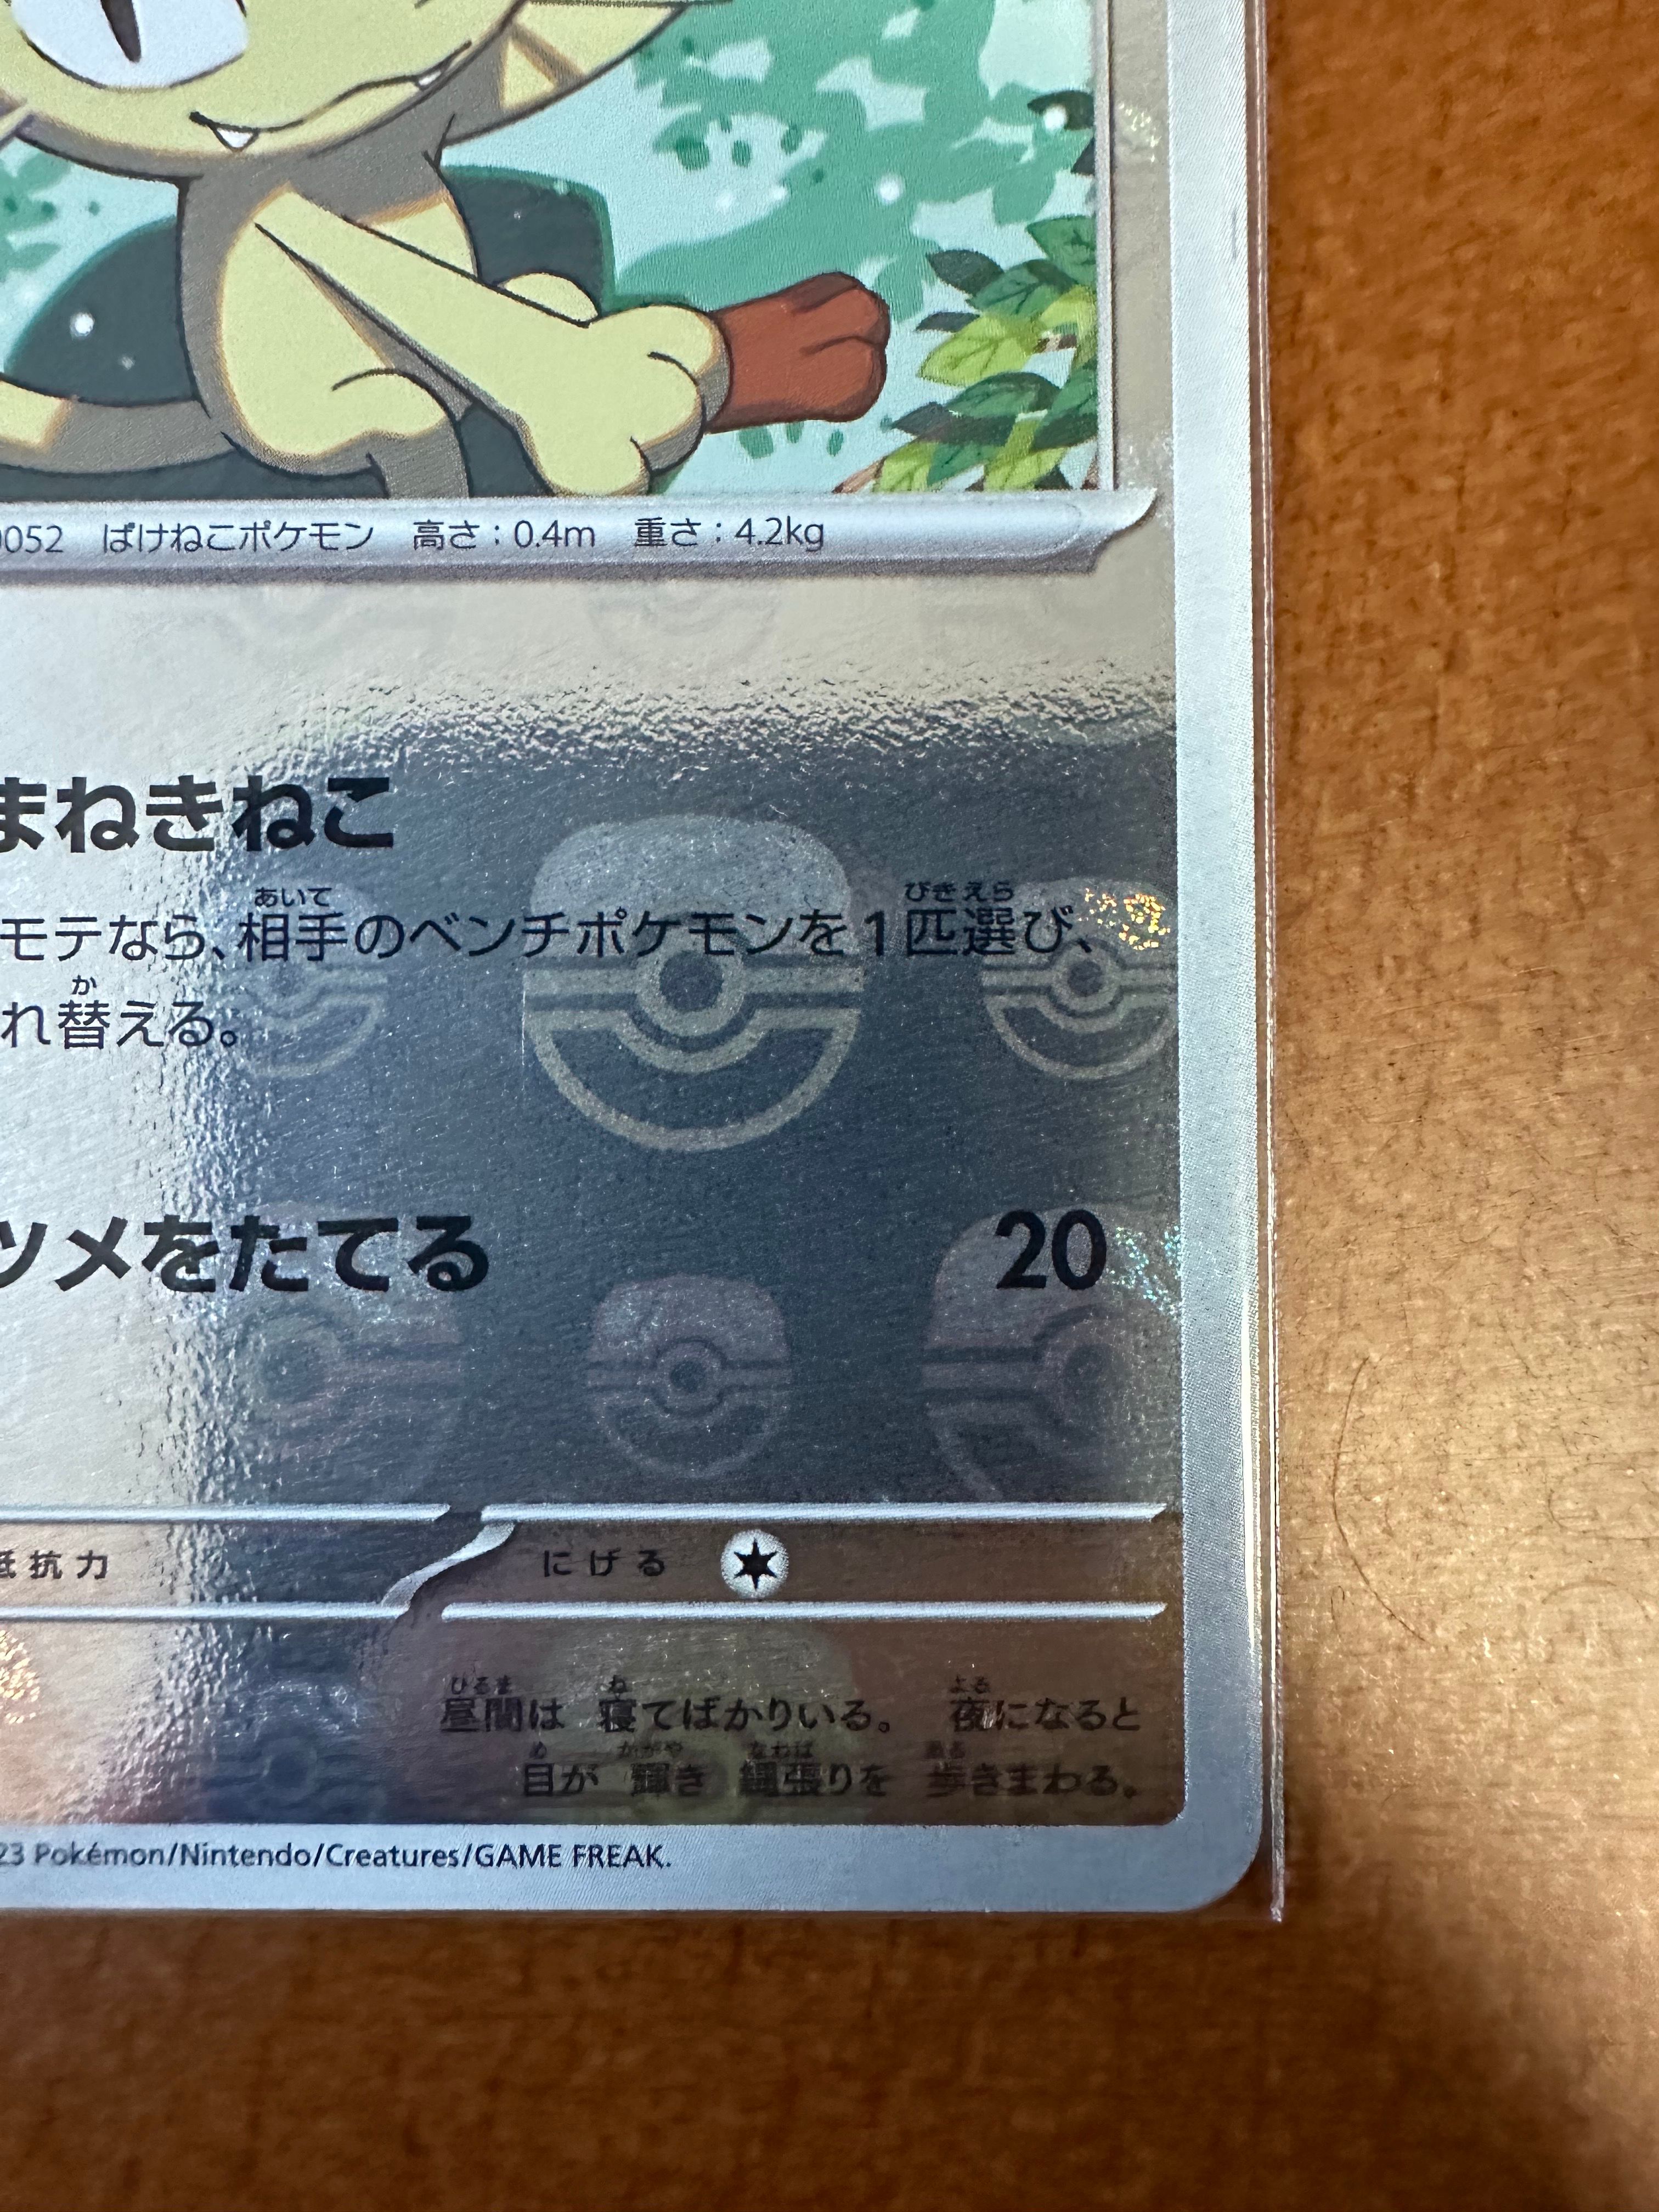 0052 ばけねこポケモン 高さ：0.4m 重さ：4.2kg
まねきねこ
あいて びきえら
モテなら、相手のベンチポケモンを1匹選び、
か
れ替える。
ツメをたてる 20
抵抗力 にげる
ひるま ね よる
昼間は 寝てばかりいる。 夜になると
め かがや なわば ある
目が 輝き 縄張りを 歩きまわる。
23 Pokémon/Nintendo/Creatures/GAME FREAK.